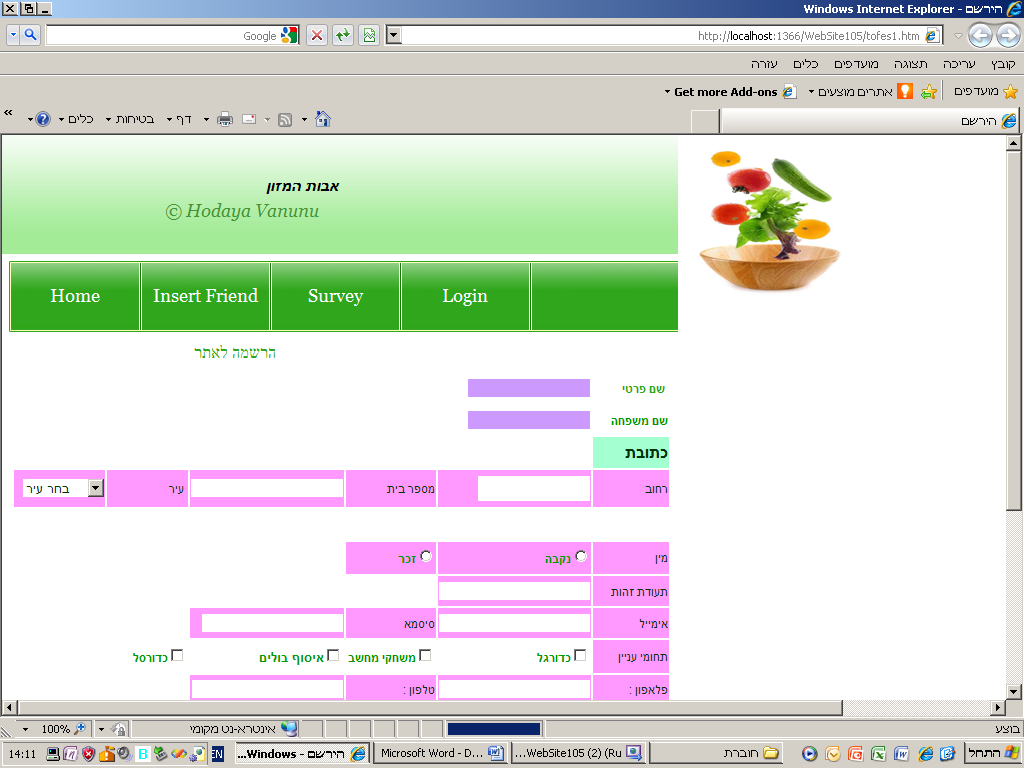 הירשם - Windows Internet Explorer
http://localhost:1366/WebSite105/tofes1.htm
Google
קובץ עריכה תצוגה מועדפים כלים עזרה
מועדפים אתרים מוצעים Get more Add-ons
הירשם
דף בטיחות כלים
אבות המזון
© Hodaya Vanunu
Home Insert Friend Survey Login
הרשמה לאתר
שם פרטי
שם משפחה
כתובת
רחוב מספר בית עיר בחר עיר
מין נקבה זכר
תעודת זהות
אימייל סיסמא
תחומי עניין כדורגל משחקי מחשב איסוף בולים כדורסל
פלאפון : טלפון :
בוצע אינטרא-נט מקומי 100%
התחל חוברת ...WebSite105 (2) (Ru Microsoft Word - D... הירשם - Windows... EN 14:11